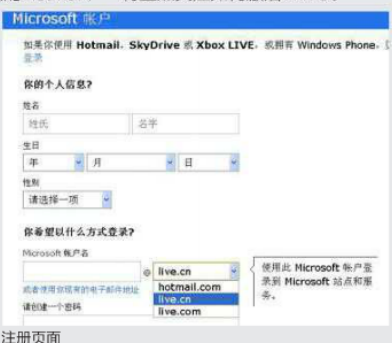 Microsoft 帐户
如果你使用 Hotmail、SkyDrive 或 Xbox LIVE，或拥有 Windows Phone，
登录
你的个人信息?
姓名
姓氏 名字
生日
年 月 日
性别
请选择一项
你希望以什么方式登录?
Microsoft 帐户名
@ live.cn
hotmail.com
live.cn
live.com
或者使用你现有的电子邮件地址
请创建一个密码
使用此 Microsoft 帐户登
录到 Microsoft 站点和服
务。
注册页面